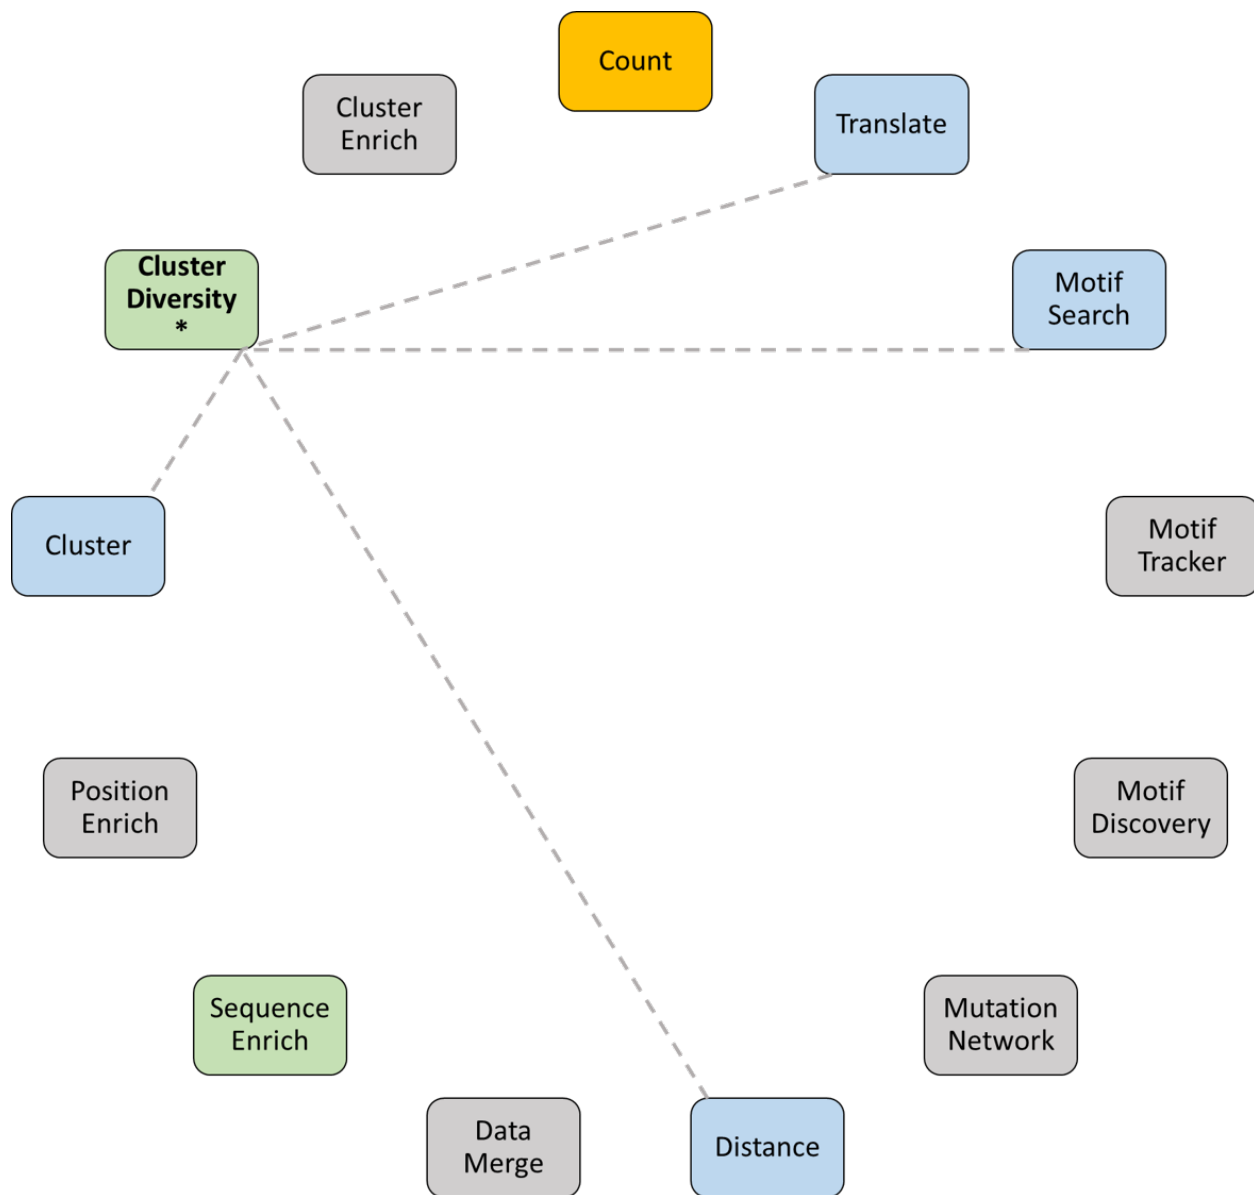 Count
Cluster
Enrich
Translate
Cluster
Diversity
*
Motif
Search
Cluster
Motif
Tracker
Position
Enrich
Motif
Discovery
Sequence
Enrich
Mutation
Network
Data
Merge
Distance